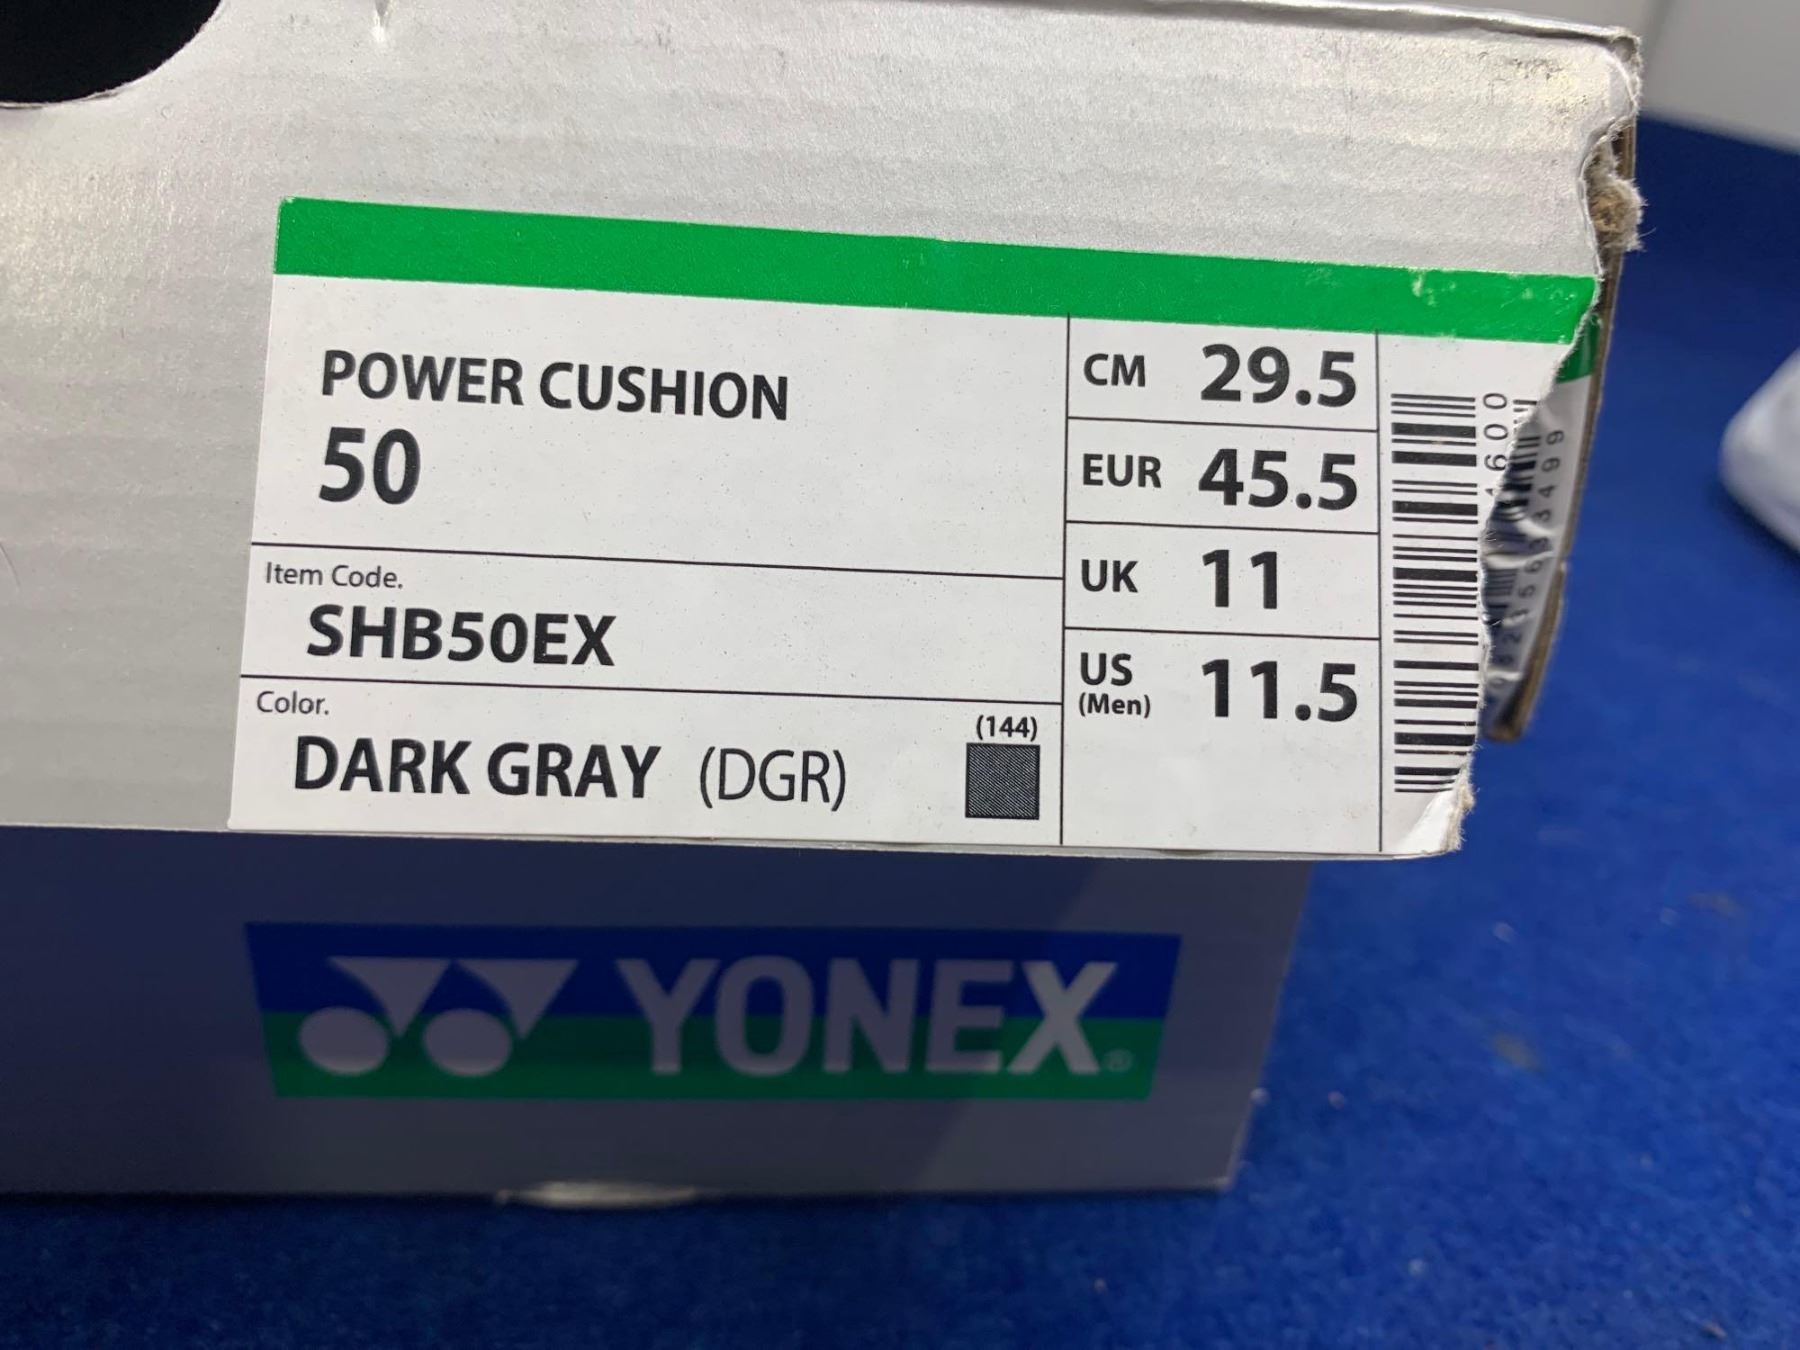 POWER CUSHION
50
Item Code.
SHB50EX
Color.
DARK GRAY (DGR)
(144)
CM 29.5
EUR 45.5
UK 11
US 11.5
(Men)
YONEX®